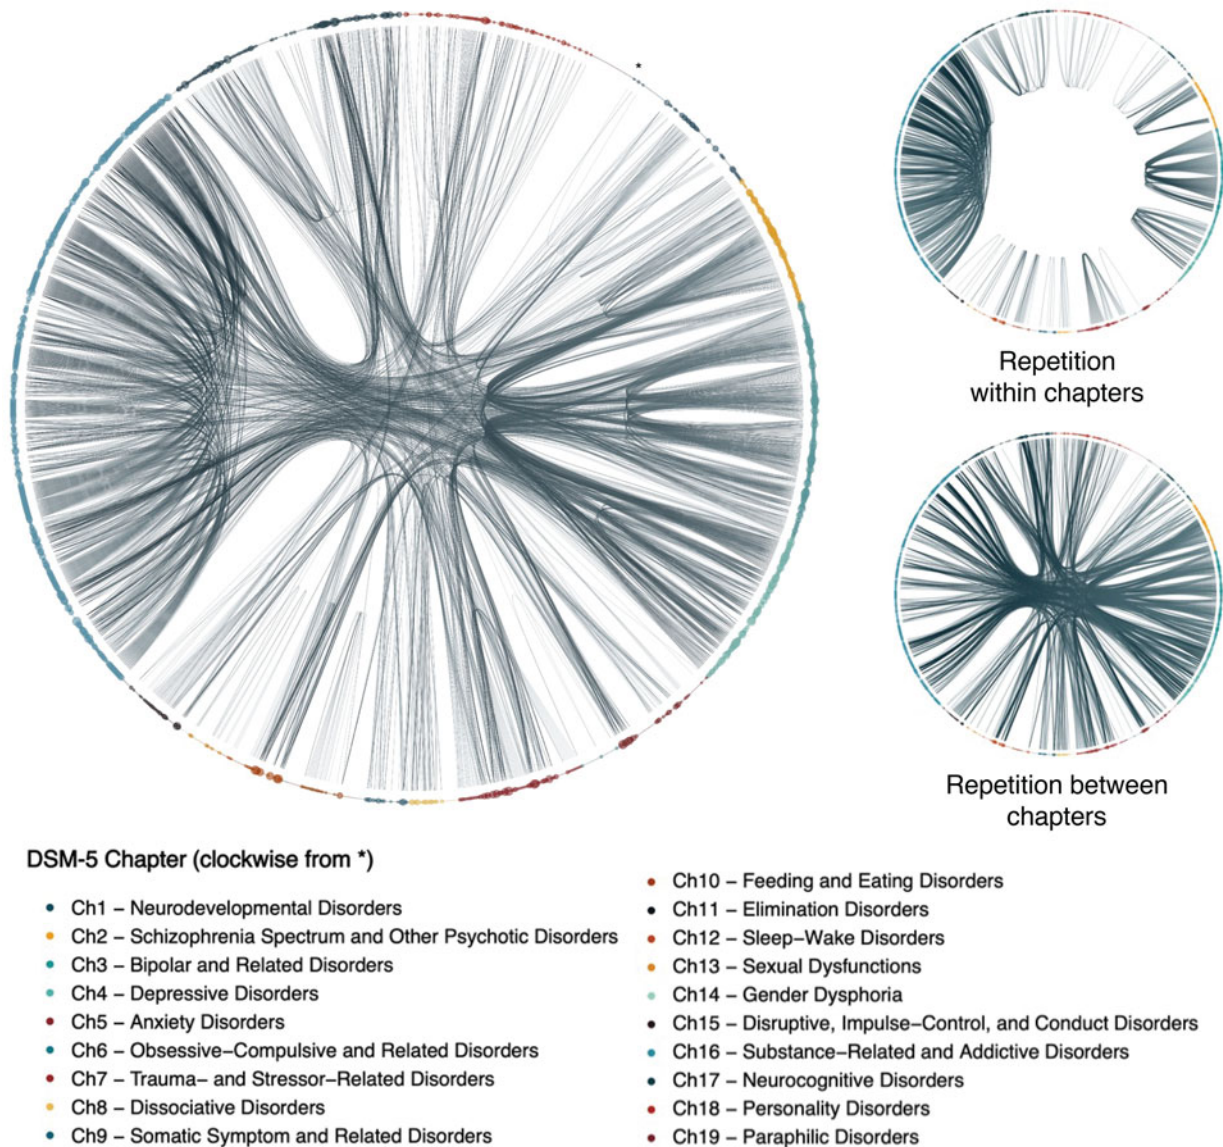 *
Repetition
within chapters
Repetition between
chapters
DSM-5 Chapter (clockwise from *)
Ch1 – Neurodevelopmental Disorders
Ch2 – Schizophrenia Spectrum and Other Psychotic Disorders
Ch3 – Bipolar and Related Disorders
Ch4 – Depressive Disorders
Ch5 – Anxiety Disorders
Ch6 – Obsessive–Compulsive and Related Disorders
Ch7 – Trauma– and Stressor–Related Disorders
Ch8 – Dissociative Disorders
Ch9 – Somatic Symptom and Related Disorders
Ch10 – Feeding and Eating Disorders
Ch11 – Elimination Disorders
Ch12 – Sleep–Wake Disorders
Ch13 – Sexual Dysfunctions
Ch14 – Gender Dysphoria
Ch15 – Disruptive, Impulse–Control, and Conduct Disorders
Ch16 – Substance–Related and Addictive Disorders
Ch17 – Neurocognitive Disorders
Ch18 – Personality Disorders
Ch19 – Paraphilic Disorders